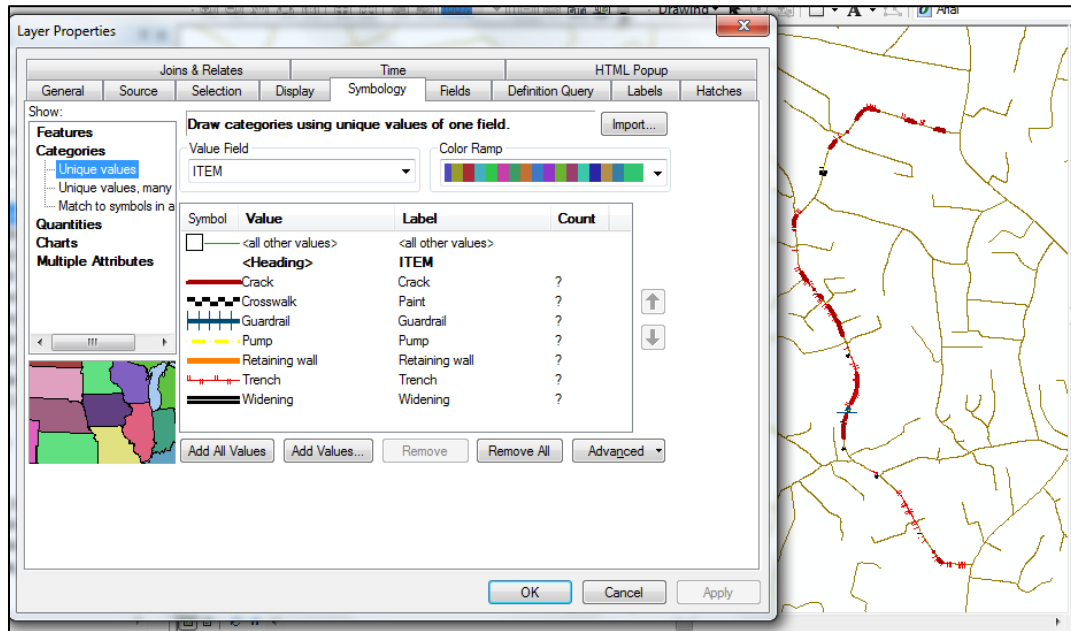 Drawing
A
Arial
Layer Properties
Joins & Relates Time HTML Popup
General Source Selection Display Symbology Fields Definition Query Labels Hatches
Show:
Features
Categories
Unique values
Unique values, many
Match to symbols in a
Quantities
Charts
Multiple Attributes
Draw categories using unique values of one field.
Import...
Value Field
ITEM
Color Ramp
Symbol Value Label Count
<all other values> <all other values>
<Heading> ITEM
Crack Crack ?
Crosswalk Paint ?
Guardrail Guardrail ?
Pump Pump ?
Retaining wall Retaining wall ?
Trench Trench ?
Widening Widening ?
Add All Values Add Values... Remove Remove All Advanced
OK Cancel Apply